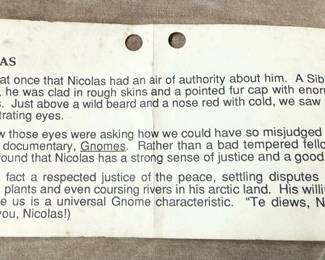 AS
at once that Nicolas had an air of authority about him. A Sib
, he was clad in rough skins and a pointed fur cap with enorm
s. Just above a wild beard and a nose red with cold, we saw
trating eyes.
w those eyes were asking how we could have so misjudged
documentary, Gnomes. Rather than a bad tempered fello
found that Nicolas has a strong sense of justice and a good
fact a respected justice of the peace, settling disputes
plants and even coursing rivers in his arctic land. His willi
e us is a universal Gnome characteristic. "Te diews, N
you, Nicolas!)